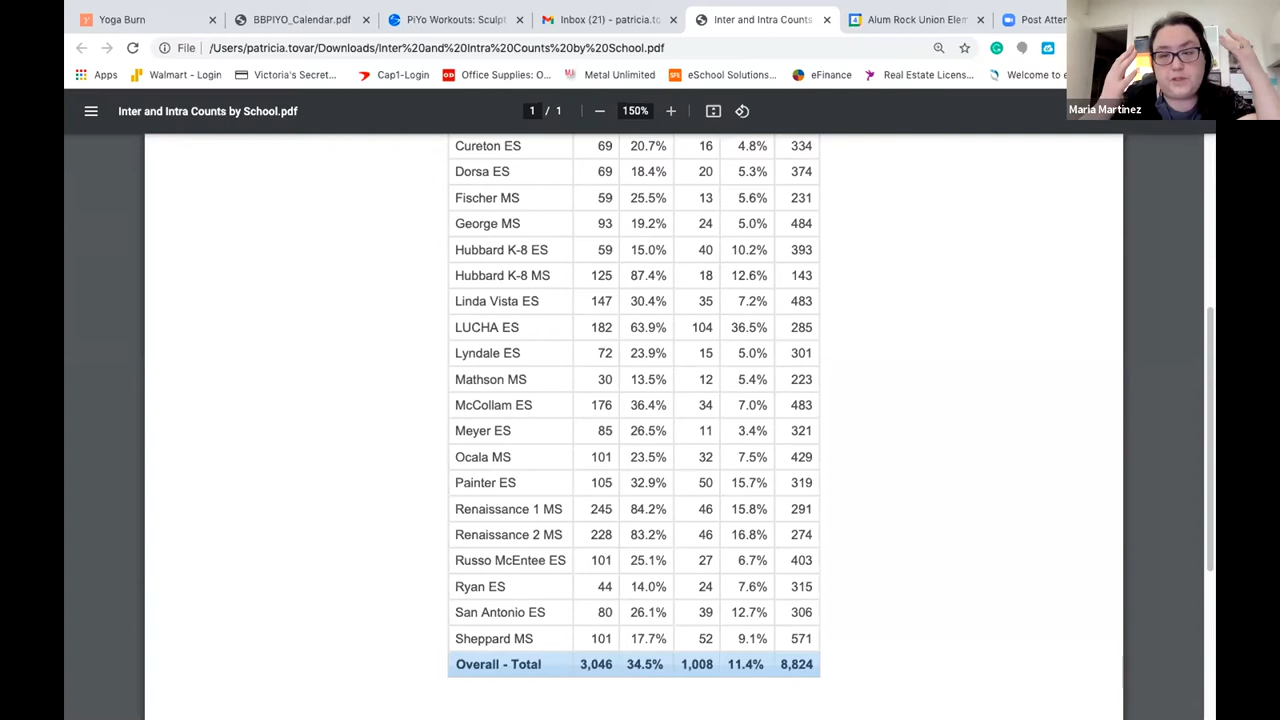 Yoga Burn BBPIYO_Calendar.pdf PiYo Workouts: Sculpt Inbox (21) - patricia.to Inter and Intra Counts Alum Rock Union Elem Post Atten
File /Users/patricia.tovar/Downloads/Inter%20and%20Intra%20Counts%20by%20School.pdf
Apps Walmart - Login Victoria's Secret... Cap1-Login Office Supplies: O... Metal Unlimited eSchool Solutions... eFinance Real Estate Licens... Welcome to e
Inter and Intra Counts by School.pdf 1 / 1 150%
Maria Martinez
Cureton ES 69 20.7% 16 4.8% 334
Dorsa ES 69 18.4% 20 5.3% 374
Fischer MS 59 25.5% 13 5.6% 231
George MS 93 19.2% 24 5.0% 484
Hubbard K-8 ES 59 15.0% 40 10.2% 393
Hubbard K-8 MS 125 87.4% 18 12.6% 143
Linda Vista ES 147 30.4% 35 7.2% 483
LUCHA ES 182 63.9% 104 36.5% 285
Lyndale ES 72 23.9% 15 5.0% 301
Mathson MS 30 13.5% 12 5.4% 223
McCollam ES 176 36.4% 34 7.0% 483
Meyer ES 85 26.5% 11 3.4% 321
Ocala MS 101 23.5% 32 7.5% 429
Painter ES 105 32.9% 50 15.7% 319
Renaissance 1 MS 245 84.2% 46 15.8% 291
Renaissance 2 MS 228 83.2% 46 16.8% 274
Russo McEntee ES 101 25.1% 27 6.7% 403
Ryan ES 44 14.0% 24 7.6% 315
San Antonio ES 80 26.1% 39 12.7% 306
Sheppard MS 101 17.7% 52 9.1% 571
Overall - Total 3,046 34.5% 1,008 11.4% 8,824